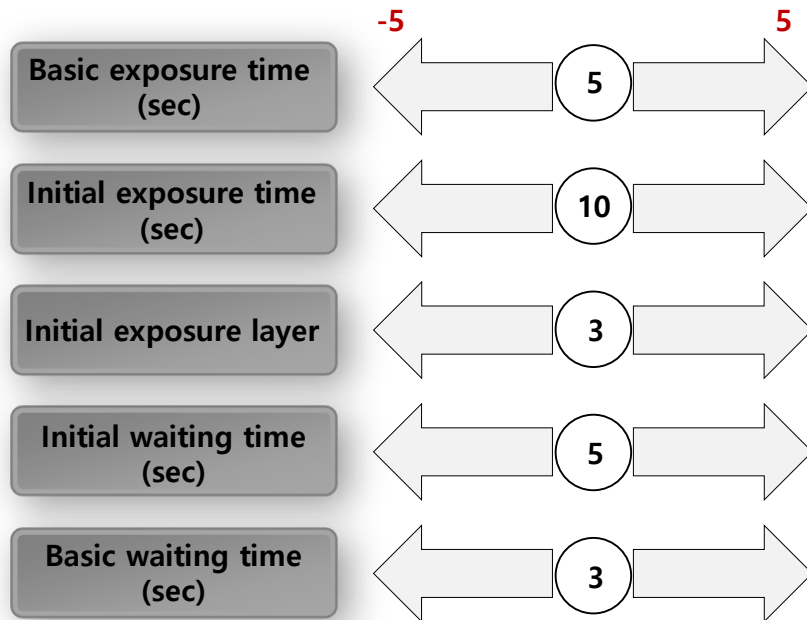 -5 5
Basic exposure time
(sec)
5
Initial exposure time
(sec)
10
Initial exposure layer
3
Initial waiting time
(sec)
5
Basic waiting time
(sec)
3